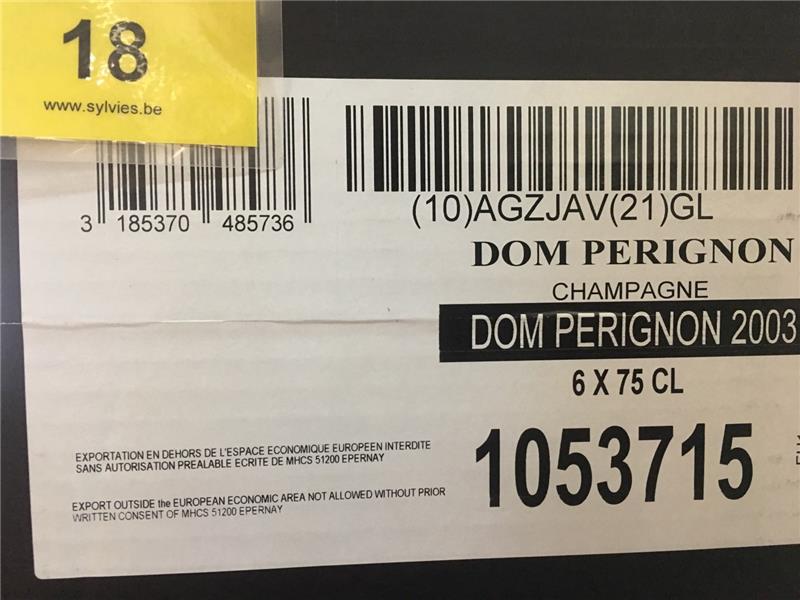 18
www.sylvies.be
3 185370 485736
(10)AGZJAV(21)GL
DOM PERIGNON
CHAMPAGNE
DOM PERIGNON 2003
6 X 75 CL
1053715
EXPORTATION EN DEHORS DE L'ESPACE ECONOMIQUE EUROPEEN INTERDITE
SANS AUTORISATION PREALABLE ECRITE DE MHCS 51200 EPERNAY
EXPORT OUTSIDE the EUROPEAN ECONOMIC AREA NOT ALLOWED WITHOUT PRIOR
WRITTEN CONSENT OF MHCS 51200 EPERNAY